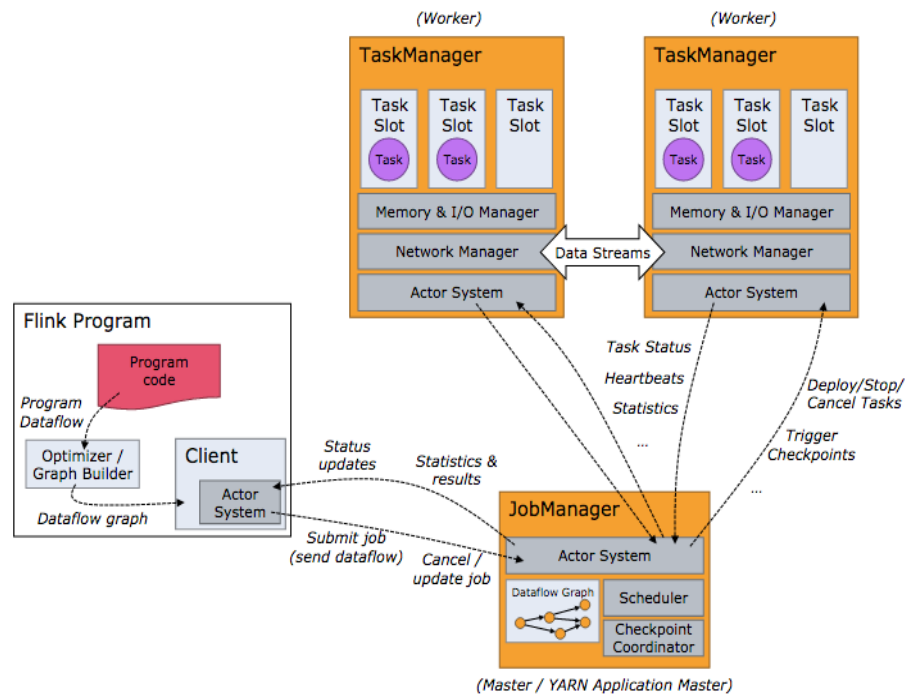 (Worker)
(Worker)
TaskManager
TaskManager
Task
Slot
Task
Task
Slot
Task
Task
Slot
Task
Slot
Task
Task
Slot
Task
Task
Slot
Memory & I/O Manager
Memory & I/O Manager
Network Manager
Data Streams
Network Manager
Actor System
Actor System
Flink Program
Program
code
Program
Dataflow
Optimizer /
Graph Builder
Dataflow graph
Client
Actor
System
Status
updates
Statistics &
results
Submit job
(send dataflow)
Cancel /
update job
Task Status
Heartbeats
Statistics
...
Deploy/Stop/
Cancel Tasks
Trigger
Checkpoints
...
JobManager
Actor System
Dataflow Graph
Scheduler
Checkpoint
Coordinator
(Master / YARN Application Master)